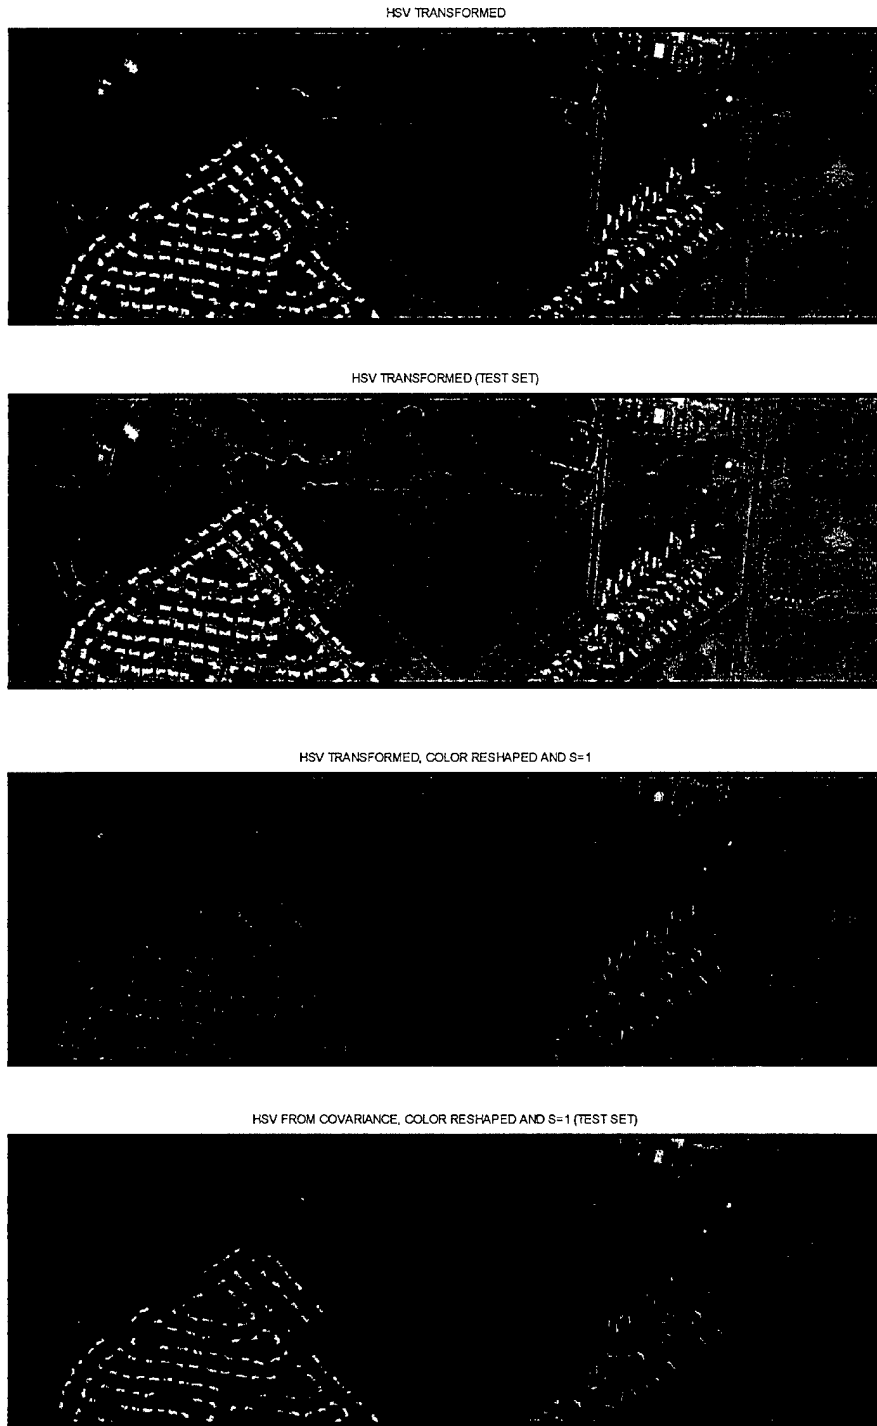 HSV TRANSFORMED
HSV TRANSFORMED (TEST SET)
HSV TRANSFORMED, COLOR RESHAPED AND S=1
HSV FROM COVARIANCE, COLOR RESHAPED AND S=1 (TEST SET)